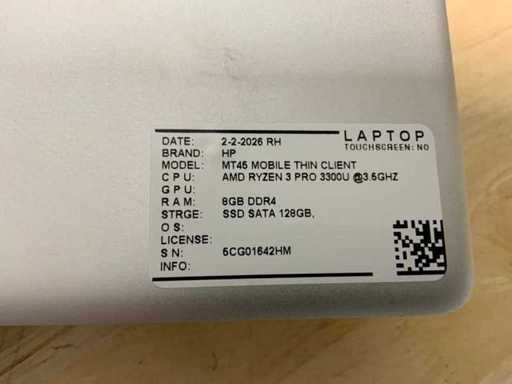 LAPTOP
TOUCHSCREEN: NO
DATE: 2-2-2026 RH
BRAND: HP
MODEL: MT45 MOBILE THIN CLIENT
CPU: AMD RYZEN 3 PRO 3300U @3.5GHZ
GPU:
RAM: 8GB DDR4
STRGE: SSD SATA 128GB,
OS:
LICENSE:
SN: 5CG01642HM
INFO: